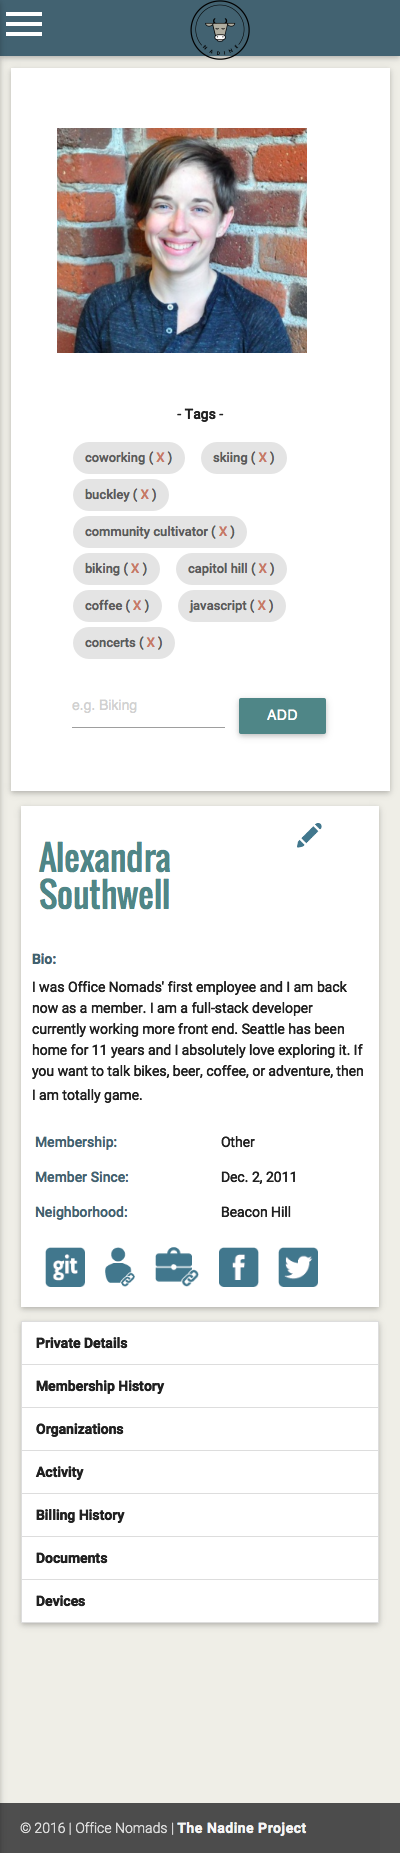 NADINE
- Tags -
coworking ( X ) skiing ( X )
buckley ( X )
community cultivator ( X )
biking ( X ) capitol hill ( X )
coffee ( X ) javascript ( X )
concerts ( X )
e.g. Biking ADD
Alexandra
Southwell
Bio:
I was Office Nomads' first employee and I am back
now as a member. I am a full-stack developer
currently working more front end. Seattle has been
home for 11 years and I absolutely love exploring it. If
you want to talk bikes, beer, coffee, or adventure, then
I am totally game.
Membership: Other
Member Since: Dec. 2, 2011
Neighborhood: Beacon Hill
git f
Private Details
Membership History
Organizations
Activity
Billing History
Documents
Devices
© 2016 | Office Nomads | The Nadine Project